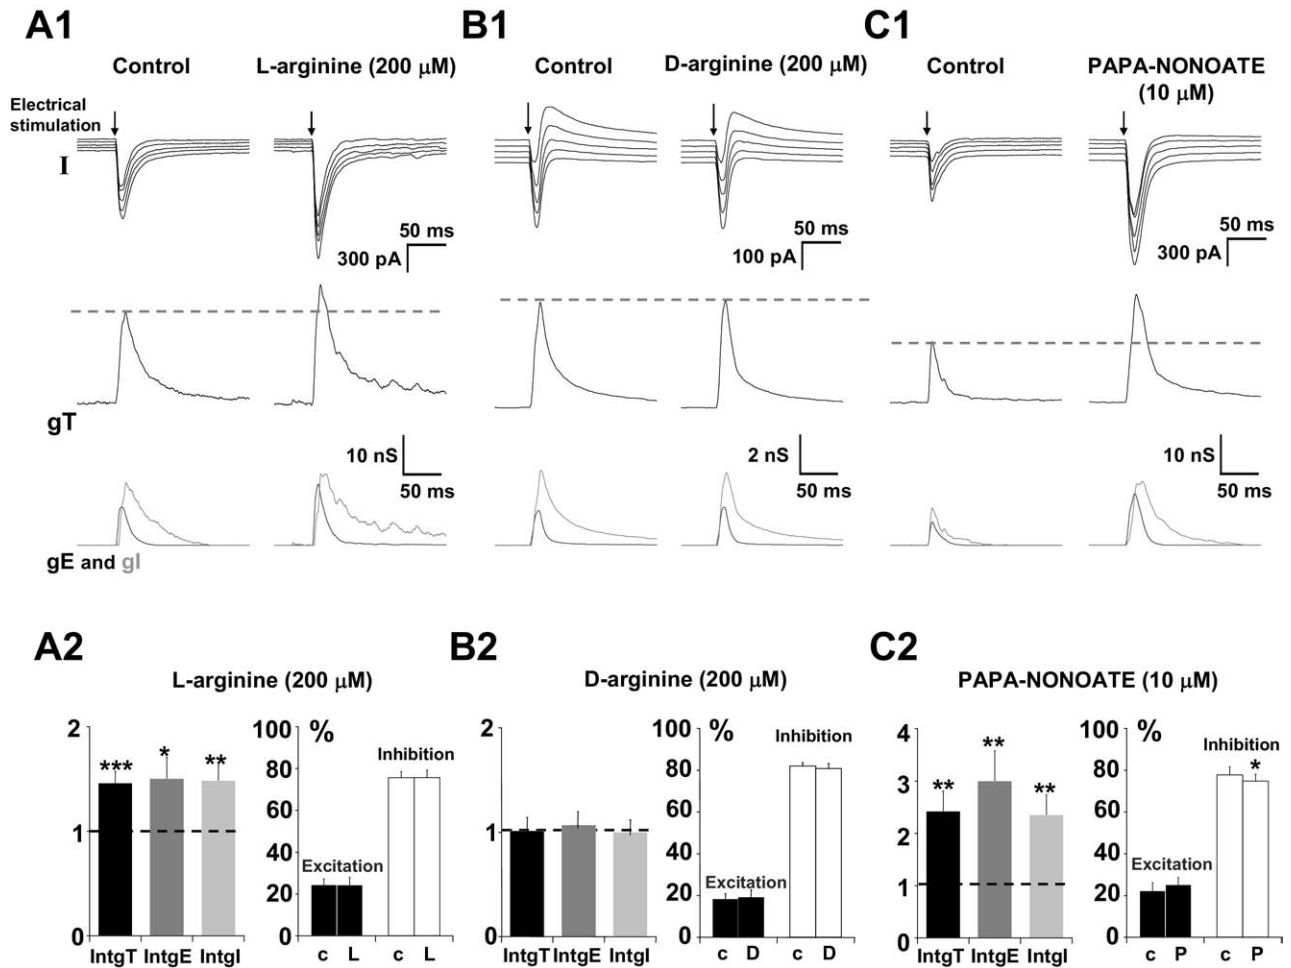 A1
B1
C1
Control
L-arginine (200 μM)
Control
D-arginine (200 μM)
Control
PAPA-NONOATE
(10 μM)
Electrical
stimulation
I
50 ms
300 pA
50 ms
100 pA
50 ms
300 pA
gT
10 nS
50 ms
2 nS
50 ms
10 nS
50 ms
gE and gI
A2
L-arginine (200 μM)
2
1
0
***
*
**
IntgT IntgE IntgI
100
80
60
40
20
0
%
Inhibition
Excitation
c L c L
B2
D-arginine (200 μM)
2
1
0
IntgT IntgE IntgI
100
80
60
40
20
0
%
Inhibition
Excitation
c D c D
C2
PAPA-NONOATE (10 μM)
4
3
2
1
0
**
**
**
IntgT IntgE IntgI
100
80
60
40
20
0
%
Inhibition
*
Excitation
c P c P